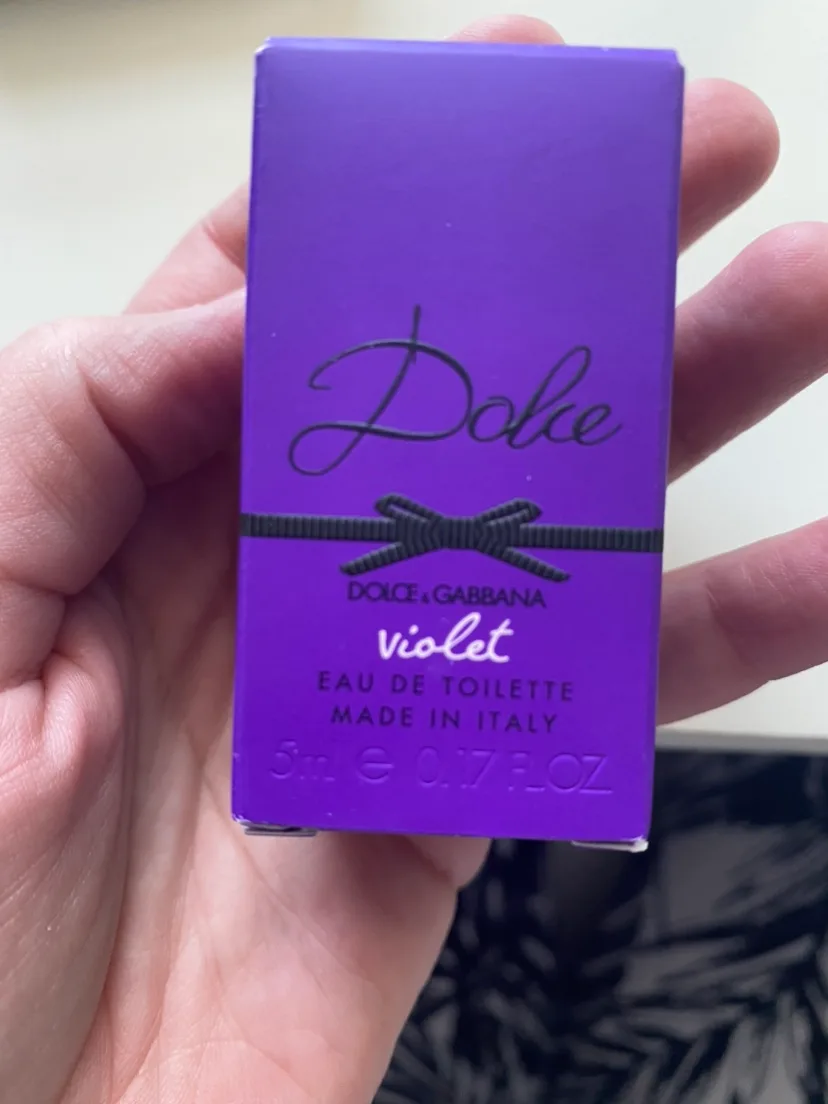 Dolce
DOLCE & GABBANA
violet
EAU DE TOILETTE
MADE IN ITALY
5ml ℮ 0.17 FL.OZ